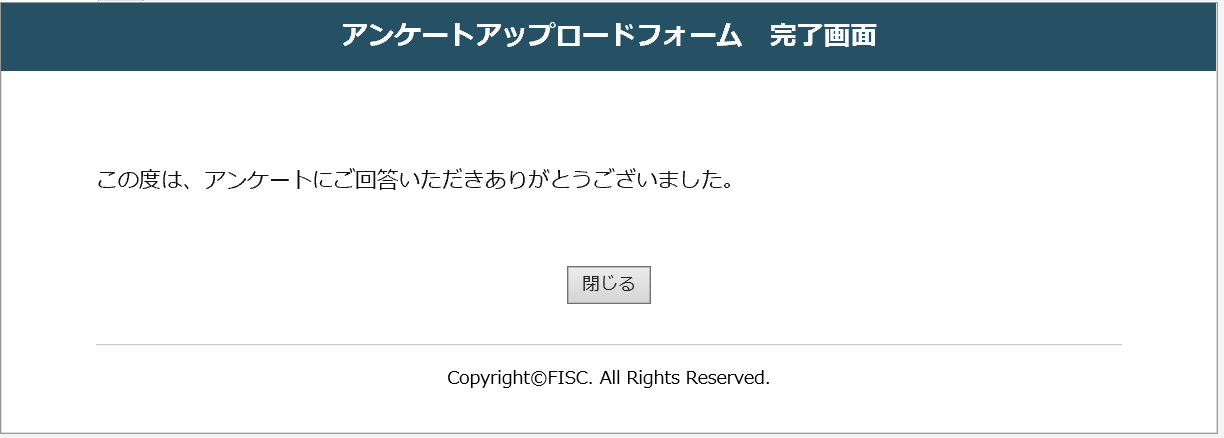 アンケートアップロードフォーム　完了画面
この度は、アンケートにご回答いただきありがとうございました。
閉じる
Copyright©FISC. All Rights Reserved.